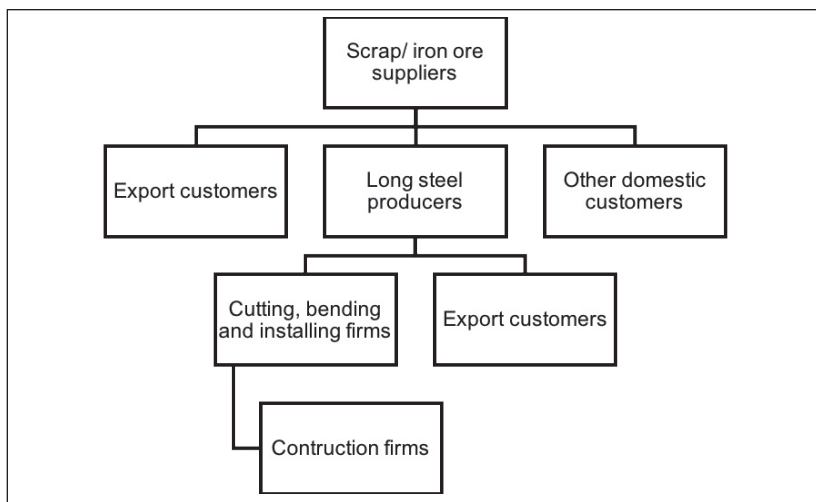 Scrap/ iron ore
suppliers
Export customers
Long steel
producers
Other domestic
customers
Cutting, bending
and installing firms
Export customers
Contruction firms